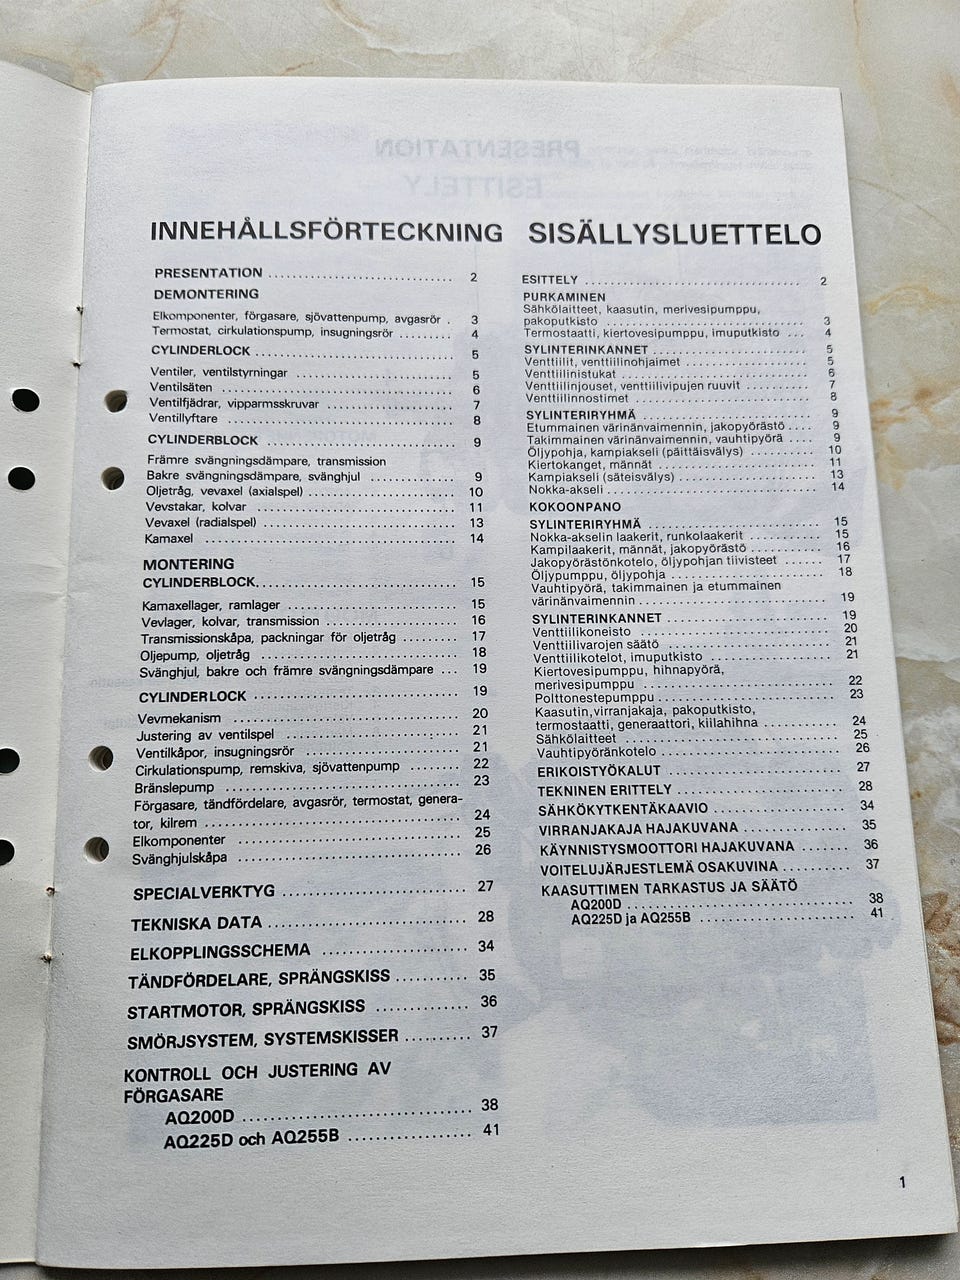 INNEHÅLLSFÖRTECKNING
PRESENTATION ........................ 2
DEMONTERING
Elkomponenter, förgasare, sjövattenpump, avgasrör . 3
Termostat, cirkulationspump, insugningsrör ........ 4
CYLINDERLOCK ........................ 5
Ventiler, ventilstyrningar ........................ 5
Ventilsäten ........................ 6
Ventilfjädrar, vipparmsskruvar ........................ 7
Ventillyftare ........................ 8
CYLINDERBLOCK ........................ 9
Främre svängningsdämpare, transmission
Bakre svängningsdämpare, svänghjul ................ 9
Oljetråg, vevaxel (axialspel) ........................ 10
Vevstakar, kolvar ........................ 11
Vevaxel (radialspel) ........................ 13
Kamaxel ........................ 14
MONTERING
CYLINDERBLOCK ........................ 15
Kamaxellager, ramlager ........................ 15
Vevlager, kolvar, transmission ........................ 16
Transmissionskåpa, packningar för oljetråg ......... 17
Oljepump, oljetråg ........................ 18
Svänghjul, bakre och främre svängningsdämpare ... 19
CYLINDERLOCK ........................ 19
Vevmekanism ........................ 20
Justering av ventilspel ........................ 21
Ventilkåpor, insugningsrör ........................ 21
Cirkulationspump, remskiva, sjövattenpump ........ 22
Bränslepump ........................ 23
Förgasare, tändfördelare, avgasrör, termostat, genera-
tor, kilrem ........................ 24
Elkomponenter ........................ 25
Svänghjulskåpa ........................ 26
SPECIALVERKTYG ........................ 27
TEKNISKA DATA ........................ 28
ELKOPPLINGSSCHEMA ................ 34
TÄNDFÖRDELARE, SPRÄNGSKISS .......... 35
STARTMOTOR, SPRÄNGSKISS ............. 36
SMÖRJSYSTEM, SYSTEMSKISSER .......... 37
KONTROLL OCH JUSTERING AV
FÖRGASARE
AQ200D ........................ 38
AQ225D och AQ255B ................ 41
SISÄLLYSLUETTELO
ESITTELY ........................ 2
PURKAMINEN
Sähkölaitteet, kaasutin, merivesipumppu,
pakoputkisto ........................ 3
Termostaatti, kiertovesipumppu, imuputkisto ... 4
SYLINTERINKANNET ........................ 5
Venttiilit, venttiilinohjaimet ................ 5
Venttiilinistukat ........................ 6
Venttiilinjouset, venttiilivipujen ruuvit ....... 7
Venttiilinnostimet ........................ 8
SYLINTERIRYHMÄ ........................ 9
Etummainen värinänvaimennin, jakopyörästö .... 9
Takimmainen värinänvaimennin, vauhtipyörä .... 9
Öljypohja, kampiakseli (päittäisvälys) ........ 10
Kiertokanget, männät ........................ 11
Kampiakseli (säteisvälys) ........................ 13
Nokka-akseli ........................ 14
KOKOONPANO
SYLINTERIRYHMÄ ........................ 15
Nokka-akselin laakerit, runkolaakerit .......... 15
Kampilaakerit, männät, jakopyörästö .......... 16
Jakopyörästönkotelo, öljypohjan tiivisteet ...... 17
Öljypumppu, öljypohja ........................ 18
Vauhtipyörä, takimmainen ja etummainen
värinänvaimennin ........................ 19
SYLINTERINKANNET ........................ 19
Venttiilikoneisto ........................ 20
Venttiilivarojen säätö ........................ 21
Venttiilikotelot, imuputkisto ................ 21
Kiertovesipumppu, hihnapyörä,
merivesipumppu ........................ 22
Polttonestepumppu ........................ 23
Kaasutin,virranjakaja, pakoputkisto,
termostaatti, generaattori, kiilahihna .......... 24
Sähkölaitteet ........................ 25
Vauhtipyöränkotelo ........................ 26
ERIKOISTYÖKALUT ........................ 27
TEKNINEN ERITTELY ........................ 28
SÄHKÖKYTKENTÄKAAVIO ................ 34
VIRRANJAKAJA HAJAKUVANA ............. 35
KÄYNNISTYSMOOTTORI HAJAKUVANA ....... 36
VOITELUJÄRJESTLEMÄ OSAKUVINA ......... 37
KAASUTTIMEN TARKASTUS JA SÄÄTÖ
AQ200D ........................ 38
AQ225D ja AQ255B ................ 41
1